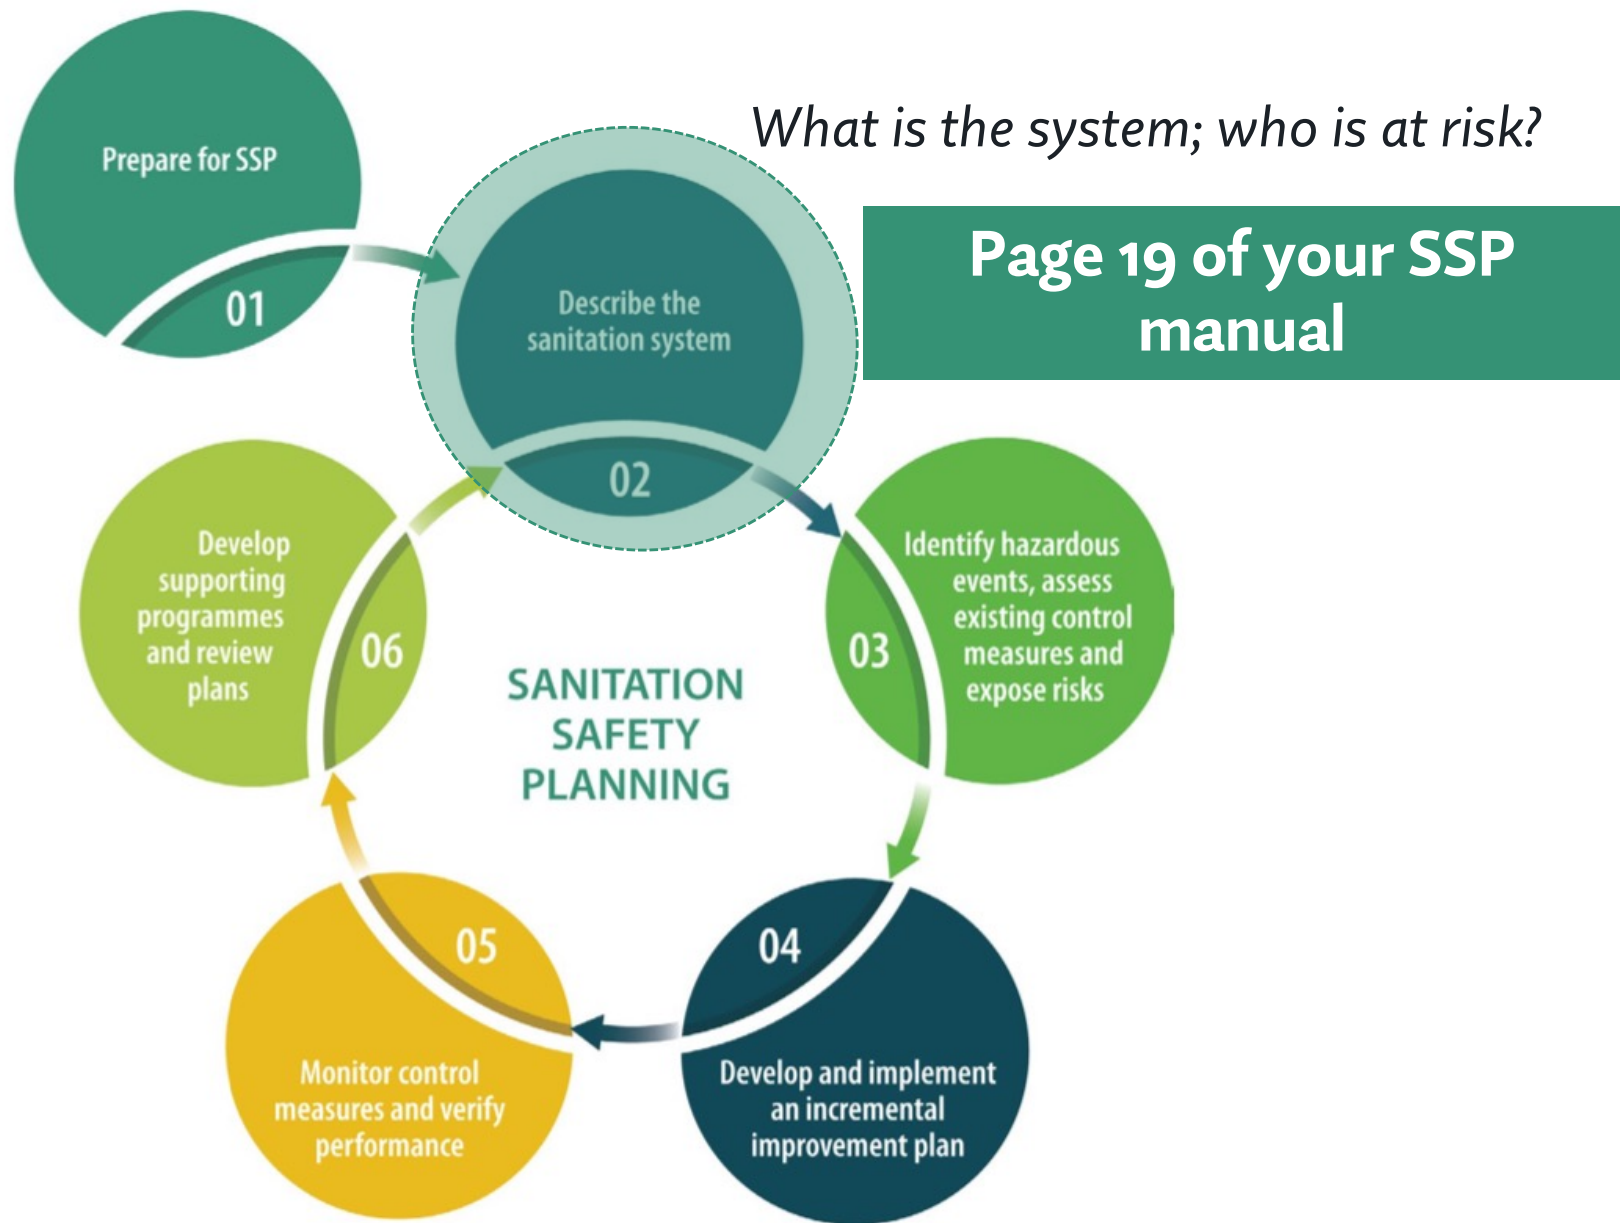 What is the system; who is at risk?
Page 19 of your SSP
manual
Prepare for SSP
01
Describe the
sanitation system
02
Identify hazardous
events, assess
existing control
measures and
expose risks
03
Develop and implement
an incremental
improvement plan
04
Monitor control
measures and verify
performance
05
Develop
supporting
programmes
and review
plans
06
SANITATION
SAFETY
PLANNING